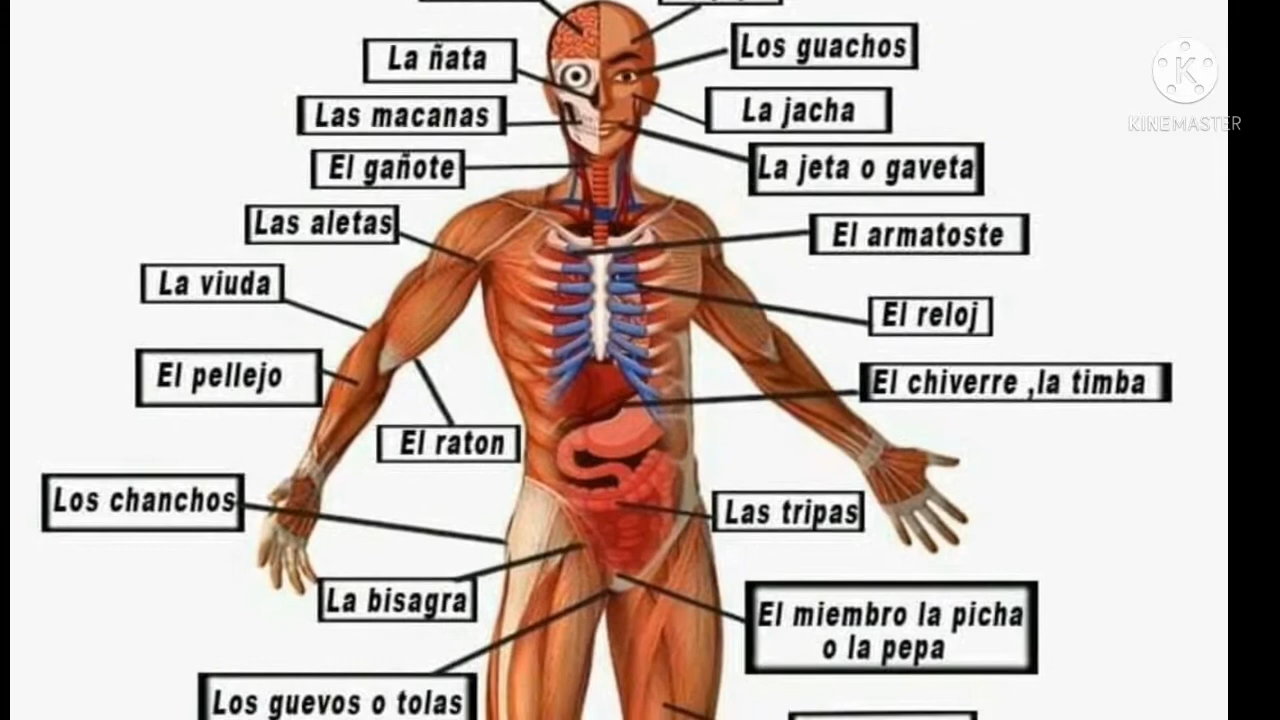 La ñata
Los guachos
Las macanas
La jacha
El gañote
La jeta o gaveta
Las aletas
El armatoste
La viuda
El reloj
El pellejo
El chiverre ,la timba
El raton
Los chanchos
Las tripas
La bisagra
El miembro la picha
o la pepa
Los guevos o tolas
K
KINEMASTER